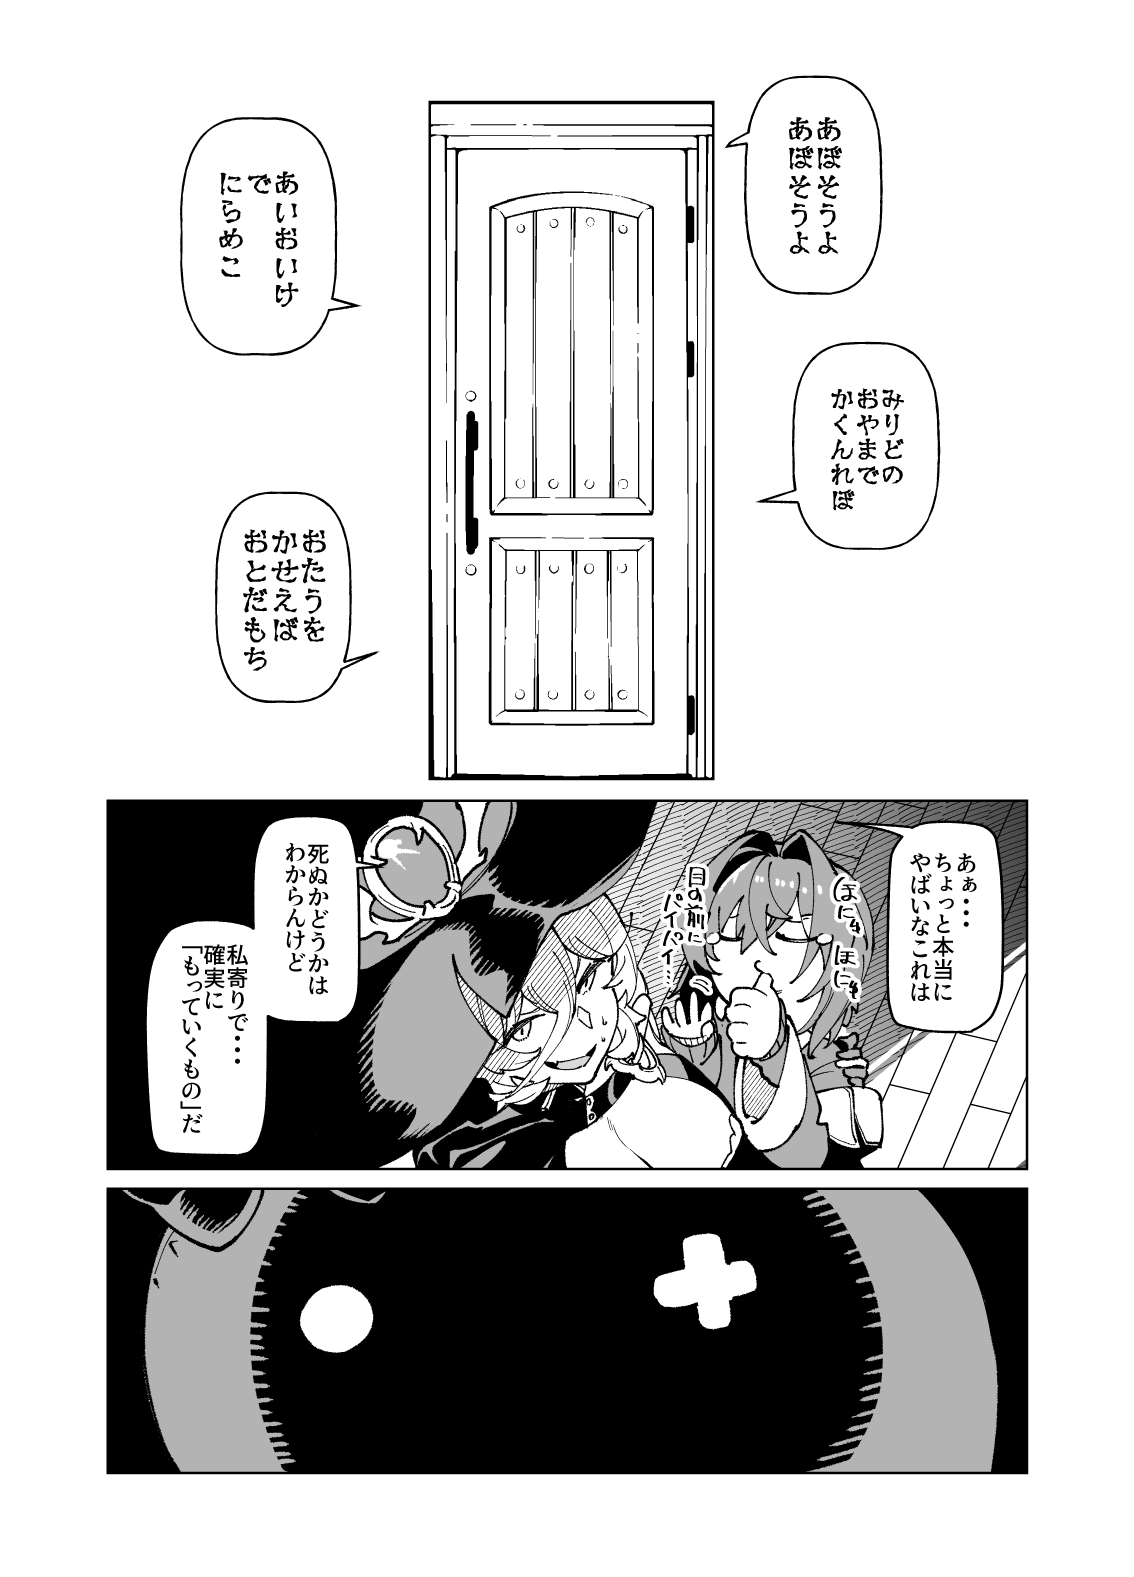 あぼそうよ
あぼそうよ
みりどの
おやまで
かくんれぼ
あいおいけ
で
にらめこ
おたうを
かせえば
おとだもち
あぁ・・・
ちょっと本当に
やばいなこれは
ほにゃ
ほにゃ
目の前に
パイパイ…
死ぬかどうかは
わからんけど
私寄りで・・・
確実に
「もっていくもの」だ